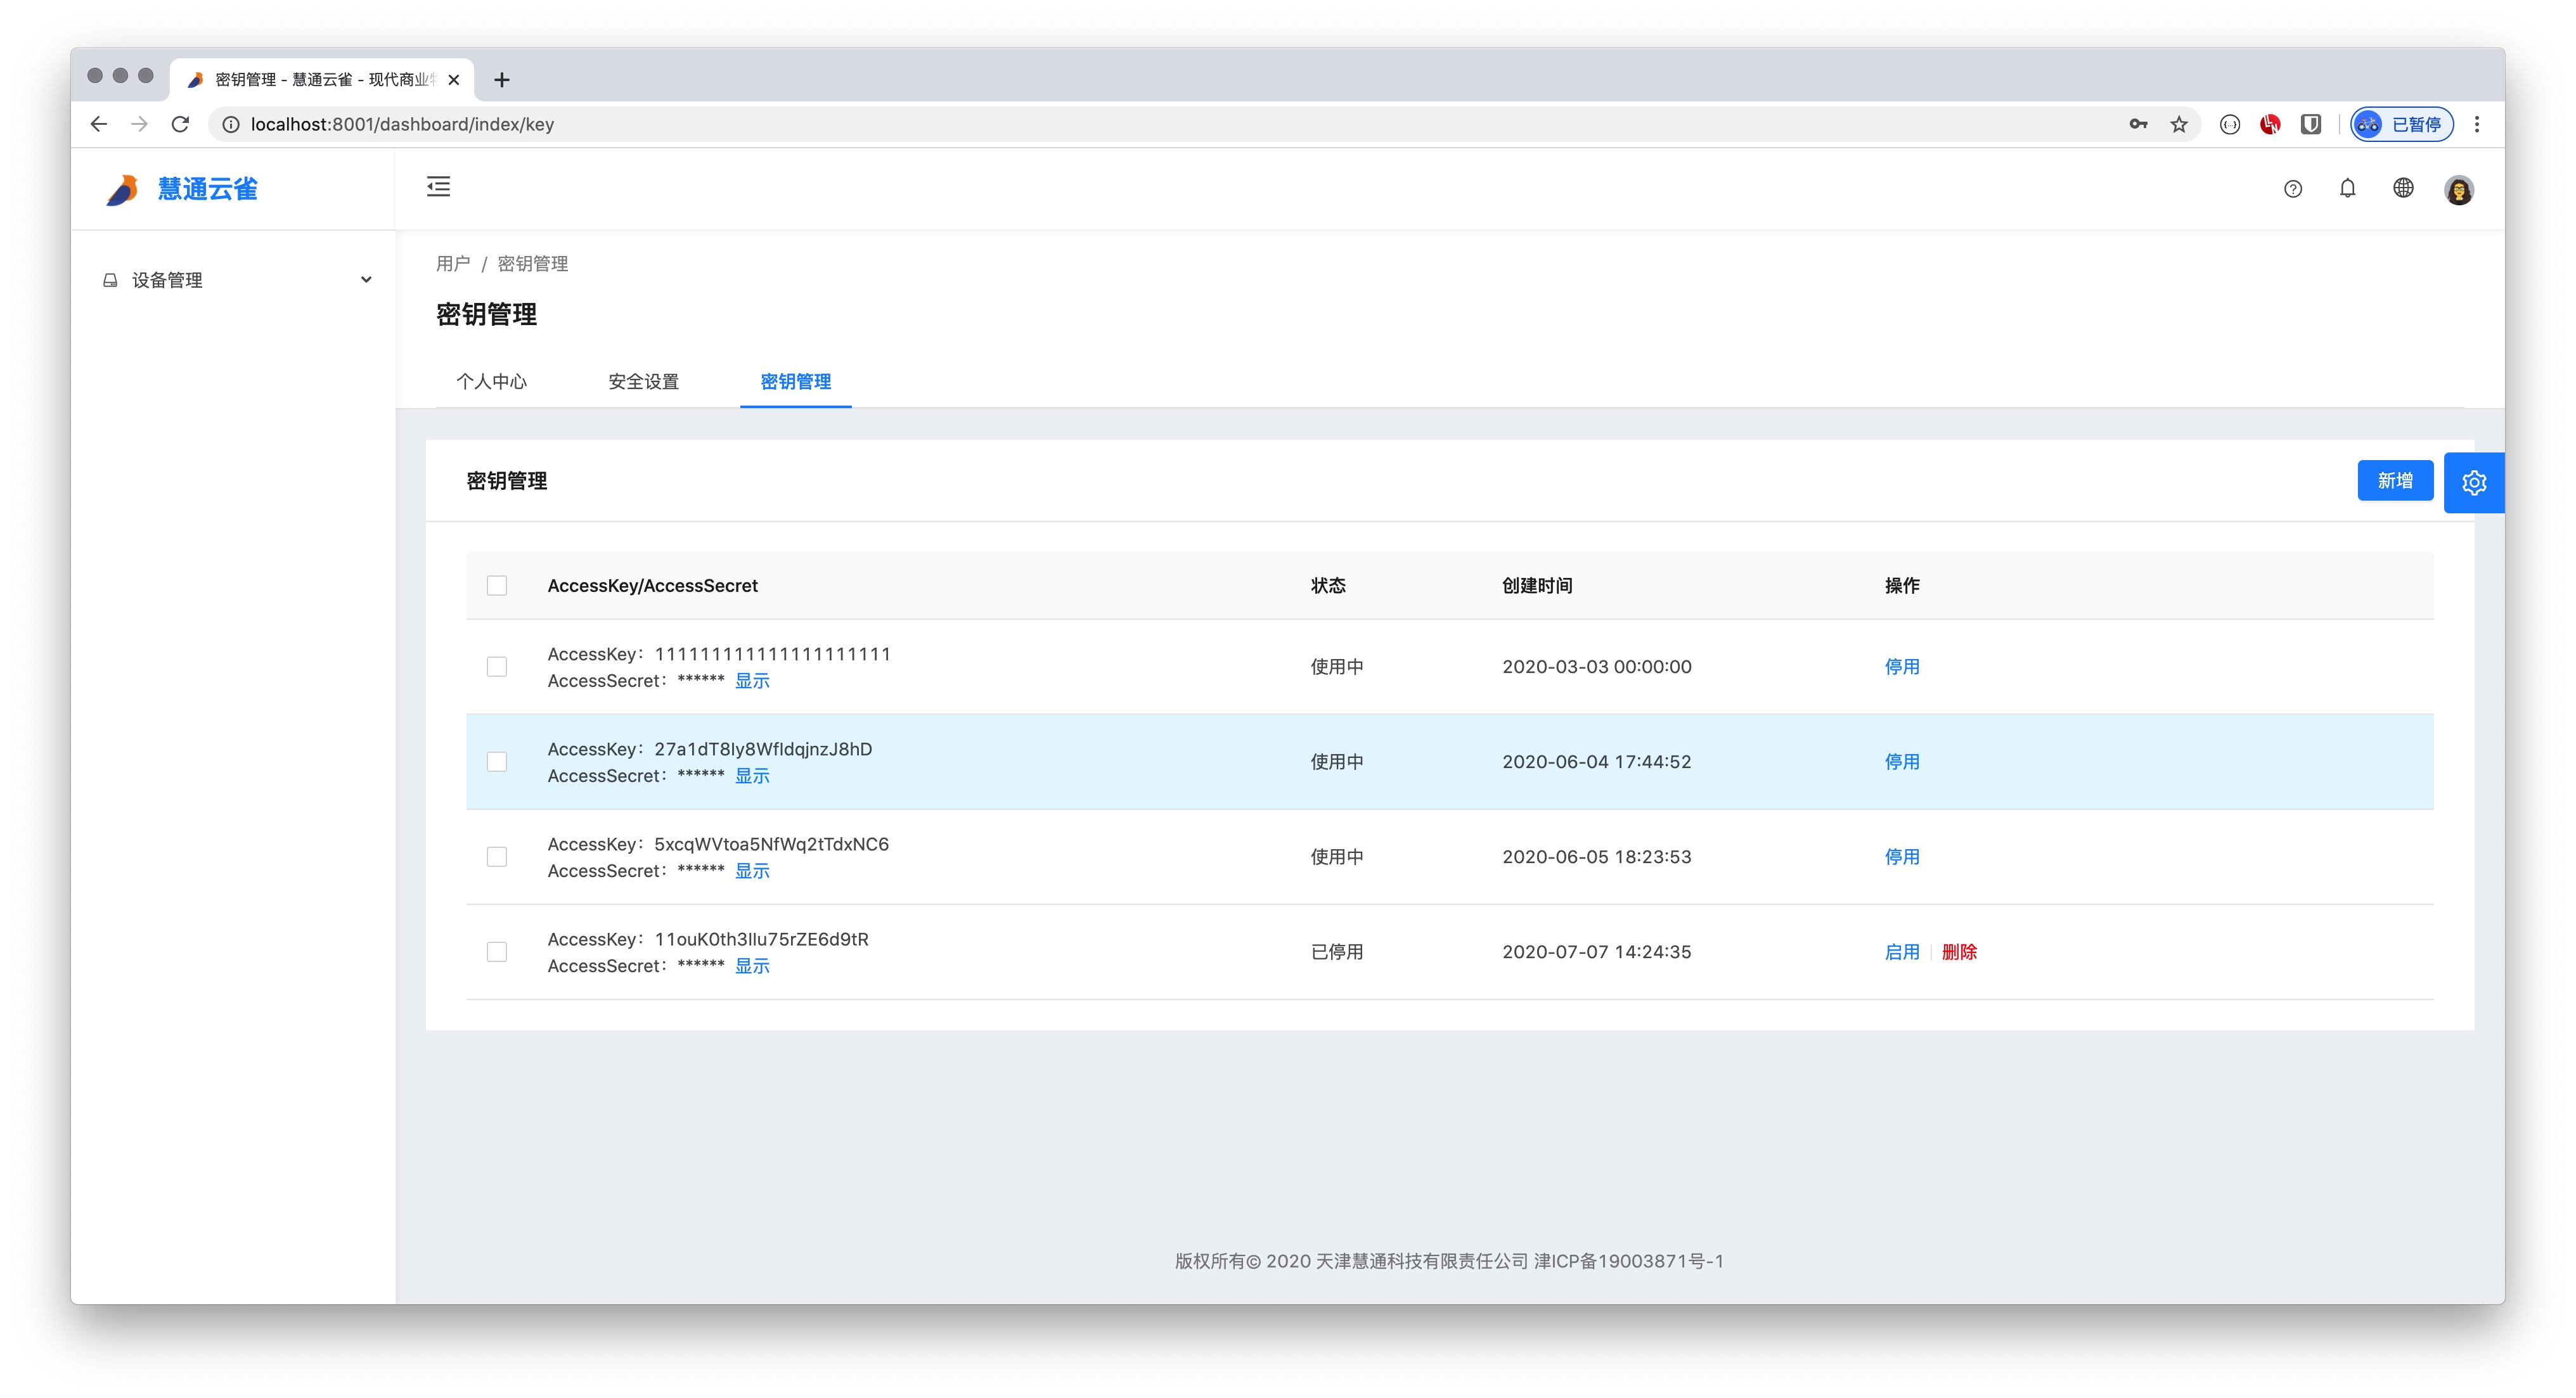 密钥管理 - 慧通云雀 - 现代商业
localhost:8001/dashboard/index/key
已暂停
慧通云雀
设备管理
用户 / 密钥管理
密钥管理
个人中心 安全设置 密钥管理
密钥管理 新增
AccessKey/AccessSecret 状态 创建时间 操作
AccessKey：111111111111111111111
AccessSecret：****** 显示
使用中 2020-03-03 00:00:00 停用
AccessKey：27a1dT8ly8WfIdqjnzJ8hD
AccessSecret：****** 显示
使用中 2020-06-04 17:44:52 停用
AccessKey：5xcqWVtoa5NfWq2tTdxNC6
AccessSecret：****** 显示
使用中 2020-06-05 18:23:53 停用
AccessKey：11ouK0th3IIu75rZE6d9tR
AccessSecret：****** 显示
已停用 2020-07-07 14:24:35 启用 删除
版权所有© 2020 天津慧通科技有限责任公司 津ICP备19003871号-1